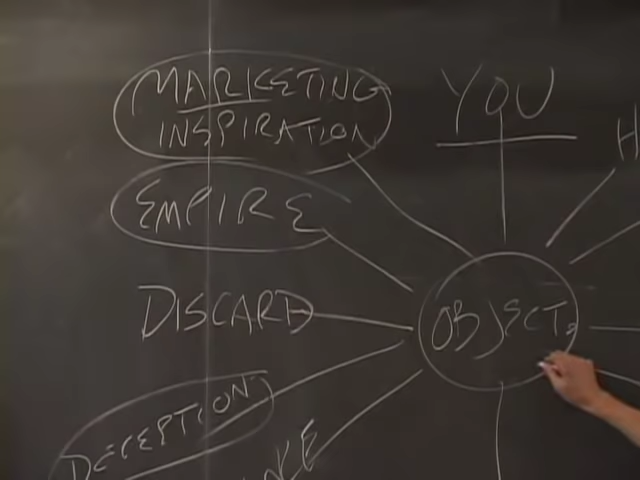 MARKETING
INSPIRATION
YOU
H
EMPIRE
DISCARD
OBJECT
DECEPTION